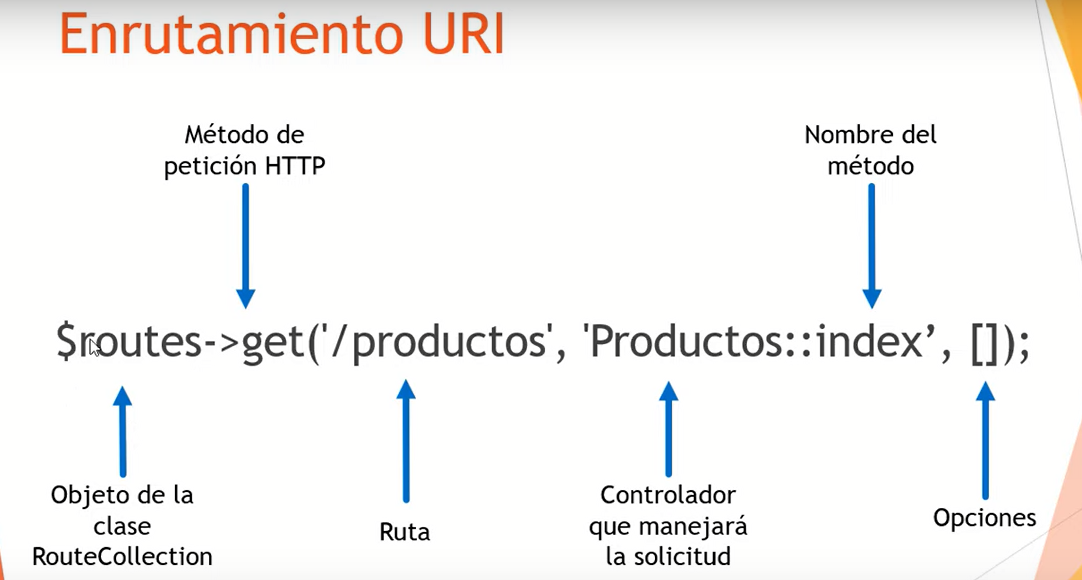 Enrutamiento URI
Método de
petición HTTP
Nombre del
método
$routes->get('/productos', 'Productos::index’, []);
Objeto de la
clase
RouteCollection
Ruta
Controlador
que manejará
la solicitud
Opciones